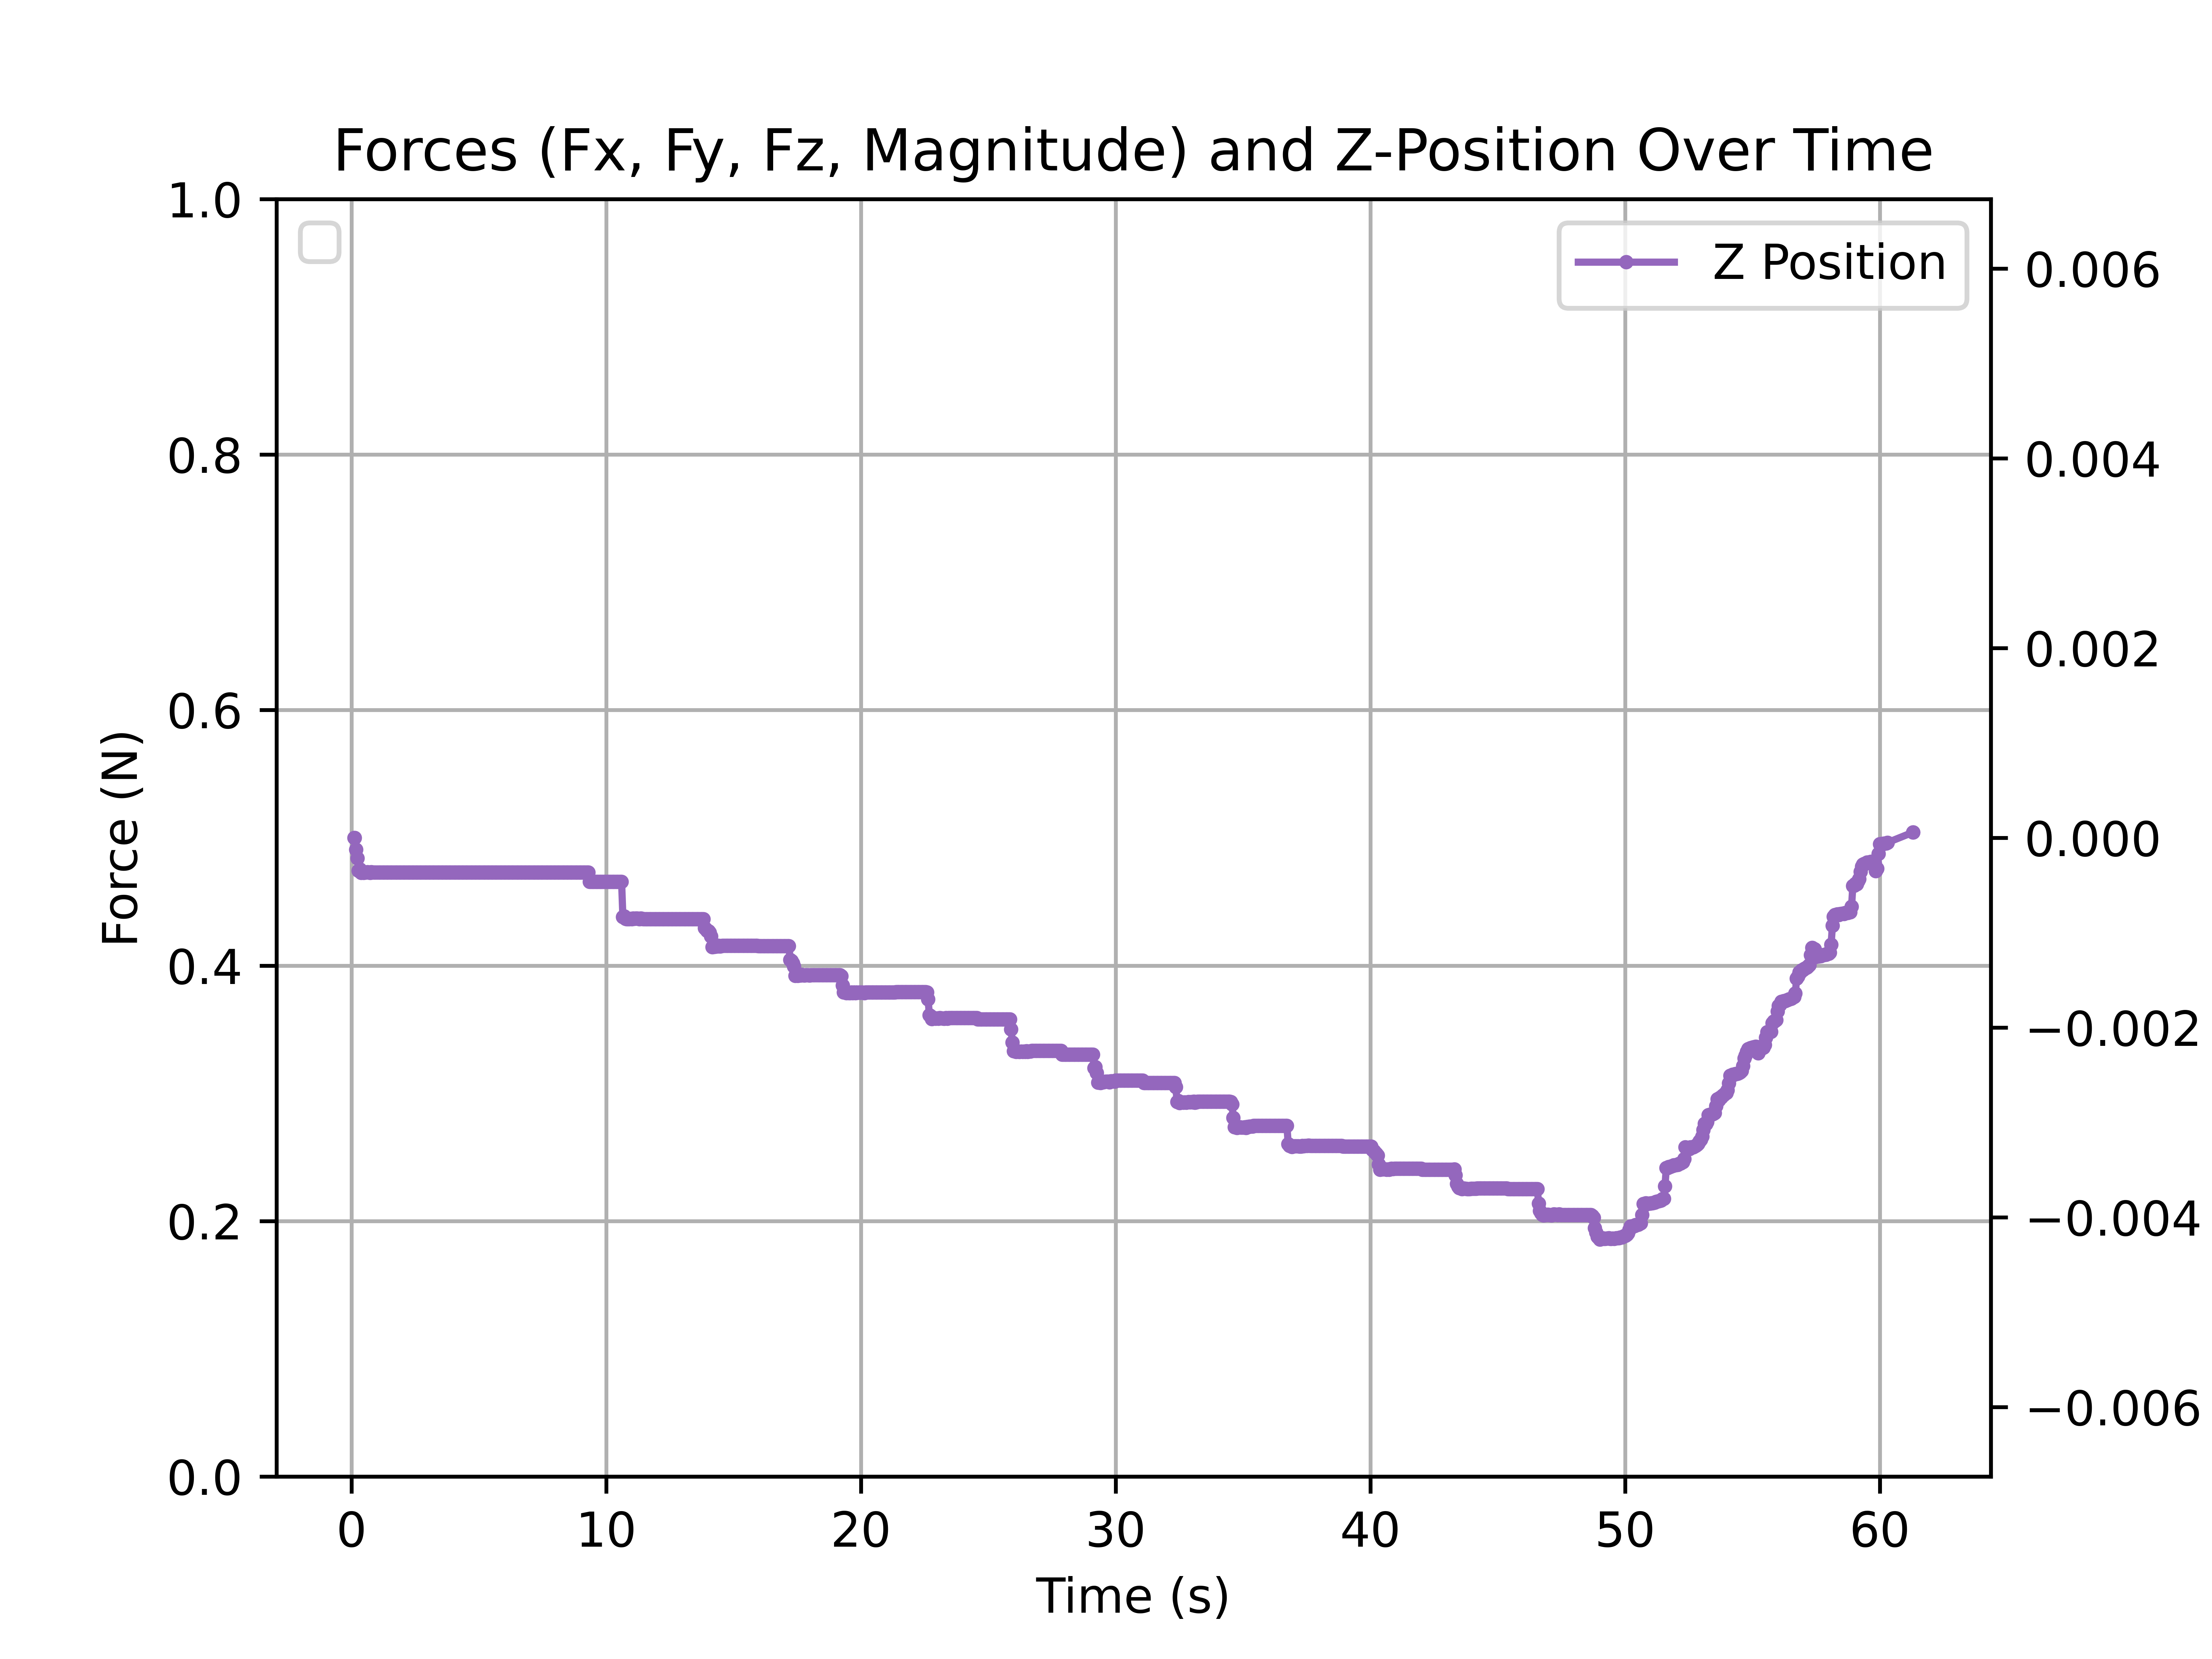 Forces (Fx, Fy, Fz, Magnitude) and Z-Position Over Time
1.0
0.8
0.6
0.4
0.2
0.0
Force (N)
Z Position
0.006
0.004
0.002
0.000
−0.002
−0.004
−0.006
0 10 20 30 40 50 60
Time (s)